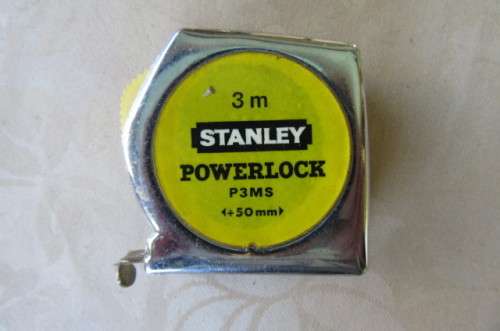 3 m
STANLEY
POWERLOCK
P3MS
◀+50mm▶